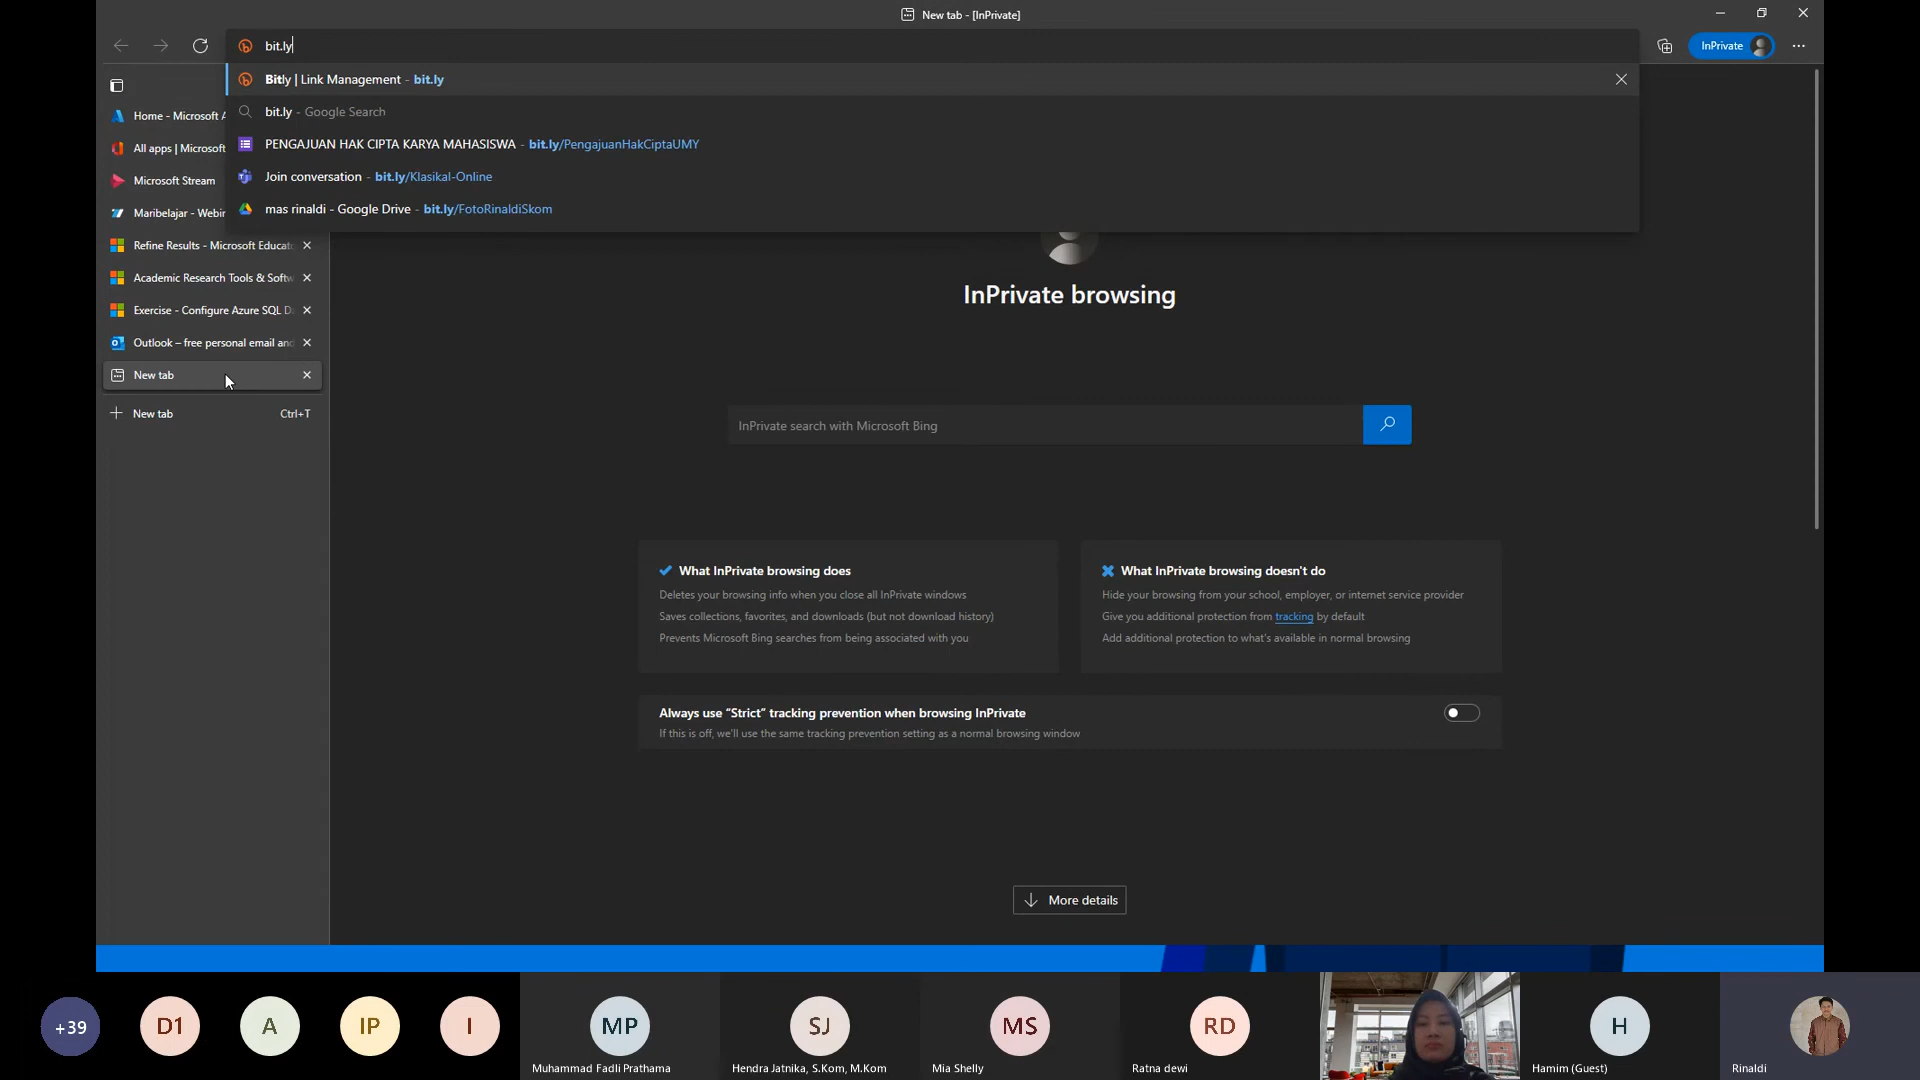 New tab - [InPrivate]
bit.ly
InPrivate
Bitly | Link Management - bit.ly
bit.ly - Google Search
PENGAJUAN HAK CIPTA KARYA MAHASISWA - bit.ly/PengajuanHakCiptaUMY
Join conversation - bit.ly/Klasikal-Online
mas rinaldi - Google Drive - bit.ly/FotoRinaldiSkom
Home - Microsoft A
All apps | Microsoft
Microsoft Stream
Maribelajar - Webin
Refine Results - Microsoft Educat
Academic Research Tools & Softw
Exercise - Configure Azure SQL D
Outlook – free personal email and
New tab
New tab Ctrl+T
InPrivate browsing
InPrivate search with Microsoft Bing
What InPrivate browsing does
Deletes your browsing info when you close all InPrivate windows
Saves collections, favorites, and downloads (but not download history)
Prevents Microsoft Bing searches from being associated with you
What InPrivate browsing doesn't do
Hide your browsing from your school, employer, or internet service provider
Give you additional protection from tracking by default
Add additional protection to what's available in normal browsing
Always use “Strict” tracking prevention when browsing InPrivate
If this is off, we'll use the same tracking prevention setting as a normal browsing window
More details
+39
D1
A
IP
I
MP
Muhammad Fadli Prathama
SJ
Hendra Jatnika, S.Kom, M.Kom
MS
Mia Shelly
RD
Ratna dewi
H
Hamim (Guest)
Rinaldi